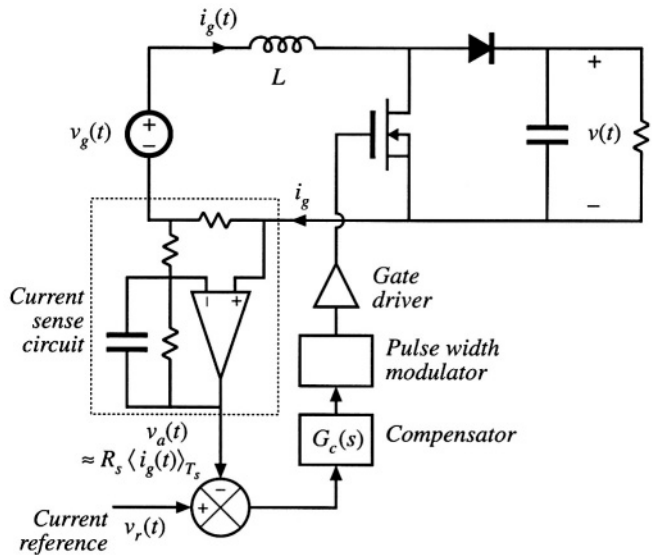 i_g(t)
L
v_g(t)
+
−
+
v(t)
−
i_g
Current
sense
circuit
−
+
Gate
driver
Pulse width
modulator
G_c(s)
Compensator
v_a(t)
≈ R_s ⟨i_g(t)⟩_{T_s}
−
+
Current
reference
v_r(t)